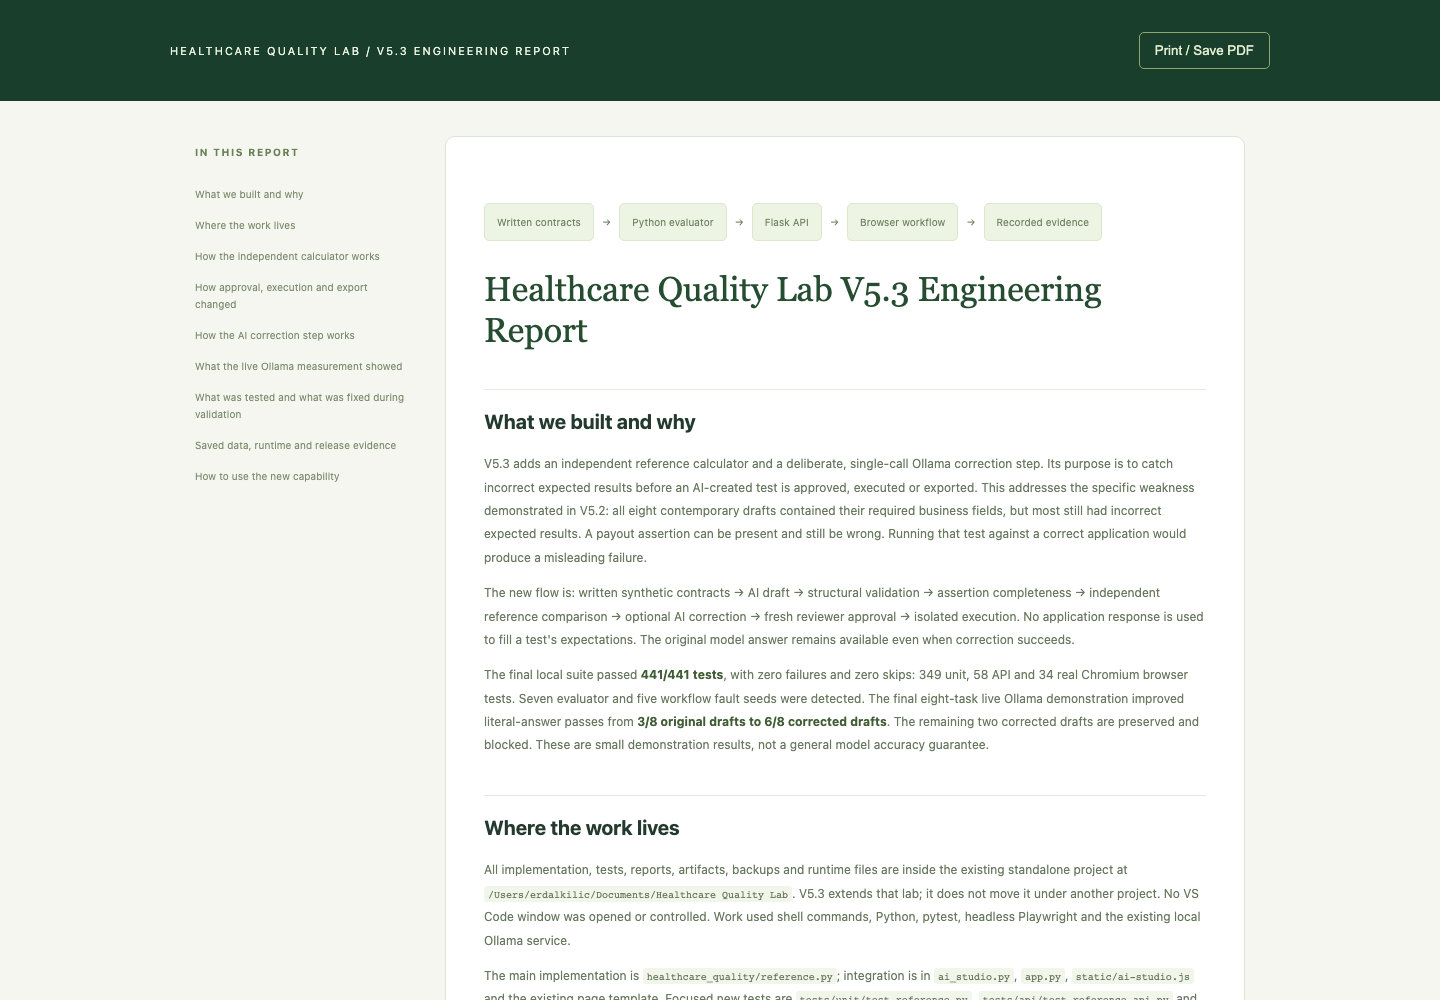 HEALTHCARE QUALITY LAB / V5.3 ENGINEERING REPORT
Print / Save PDF
IN THIS REPORT
What we built and why
Where the work lives
How the independent calculator works
How approval, execution and export
changed
How the AI correction step works
What the live Ollama measurement showed
What was tested and what was fixed during
validation
Saved data, runtime and release evidence
How to use the new capability
Written contracts → Python evaluator → Flask API → Browser workflow → Recorded evidence
Healthcare Quality Lab V5.3 Engineering
Report
What we built and why
V5.3 adds an independent reference calculator and a deliberate, single-call Ollama correction step. Its purpose is to catch
incorrect expected results before an AI-created test is approved, executed or exported. This addresses the specific weakness
demonstrated in V5.2: all eight contemporary drafts contained their required business fields, but most still had incorrect
expected results. A payout assertion can be present and still be wrong. Running that test against a correct application would
produce a misleading failure.
The new flow is: written synthetic contracts → AI draft → structural validation → assertion completeness → independent
reference comparison → optional AI correction → fresh reviewer approval → isolated execution. No application response is used
to fill a test's expectations. The original model answer remains available even when correction succeeds.
The final local suite passed 441/441 tests, with zero failures and zero skips: 349 unit, 58 API and 34 real Chromium browser
tests. Seven evaluator and five workflow fault seeds were detected. The final eight-task live Ollama demonstration improved
literal-answer passes from 3/8 original drafts to 6/8 corrected drafts. The remaining two corrected drafts are preserved and
blocked. These are small demonstration results, not a general model accuracy guarantee.
Where the work lives
All implementation, tests, reports, artifacts, backups and runtime files are inside the existing standalone project at
/Users/erdalkilic/Documents/Healthcare Quality Lab. V5.3 extends that lab; it does not move it under another project. No VS
Code window was opened or controlled. Work used shell commands, Python, pytest, headless Playwright and the existing local
Ollama service.
The main implementation is healthcare_quality/reference.py; integration is in ai_studio.py, app.py, static/ai-studio.js
and the existing page template. Focused new tests are tests/unit/test_reference.py, tests/api/test_reference_api.py and